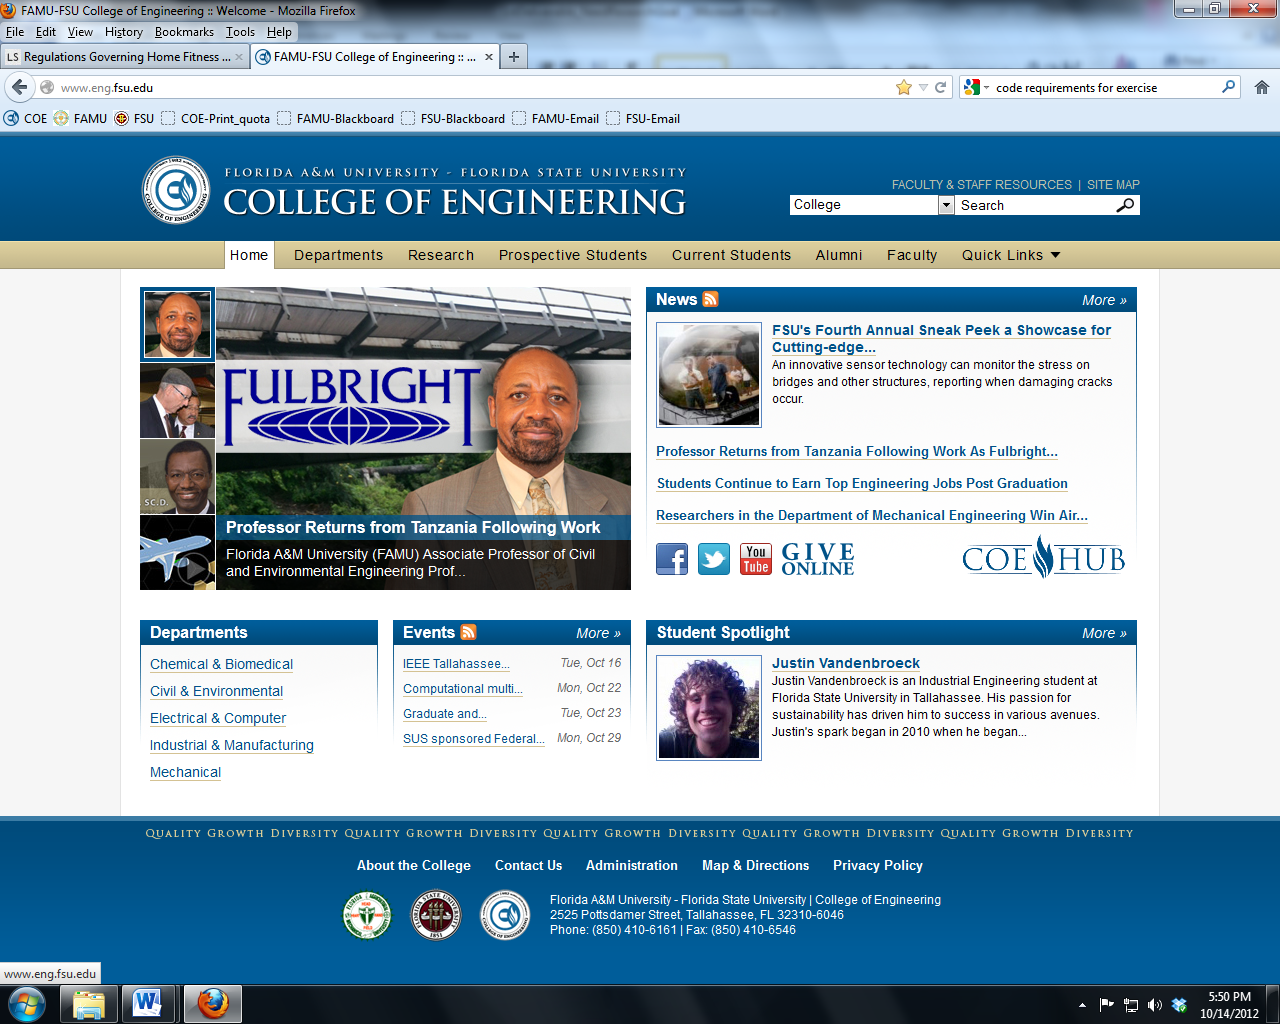 FAMU-FSU College of Engineering :: Welcome - Mozilla Firefox
File Edit View History Bookmarks Tools Help
LS Regulations Governing Home Fitness ... FAMU-FSU College of Engineering :: ...
www.eng.fsu.edu
code requirements for exercise
COE FAMU FSU COE-Print_quota FAMU-Blackboard FSU-Blackboard FAMU-Email FSU-Email
FLORIDA A&M UNIVERSITY - FLORIDA STATE UNIVERSITY
COLLEGE OF ENGINEERING
FACULTY & STAFF RESOURCES | SITE MAP
College Search
Home Departments Research Prospective Students Current Students Alumni Faculty Quick Links
FULBRIGHT
SC.D.
Professor Returns from Tanzania Following Work
Florida A&M University (FAMU) Associate Professor of Civil
and Environmental Engineering Prof...
News More »
FSU's Fourth Annual Sneak Peek a Showcase for
Cutting-edge...
An innovative sensor technology can monitor the stress on
bridges and other structures, reporting when damaging cracks
occur.
Professor Returns from Tanzania Following Work As Fulbright...
Students Continue to Earn Top Engineering Jobs Post Graduation
Researchers in the Department of Mechanical Engineering Win Air...
You
Tube
GIVE
ONLINE
COE HUB
Departments
Chemical & Biomedical
Civil & Environmental
Electrical & Computer
Industrial & Manufacturing
Mechanical
Events More »
IEEE Tallahassee... Tue, Oct 16
Computational multi... Mon, Oct 22
Graduate and... Tue, Oct 23
SUS sponsored Federal... Mon, Oct 29
Student Spotlight More »
Justin Vandenbroeck
Justin Vandenbroeck is an Industrial Engineering student at
Florida State University in Tallahassee. His passion for
sustainability has driven him to success in various avenues.
Justin's spark began in 2010 when he began...
QUALITY GROWTH DIVERSITY QUALITY GROWTH DIVERSITY QUALITY GROWTH DIVERSITY QUALITY GROWTH DIVERSITY QUALITY GROWTH DIVERSITY
About the College Contact Us Administration Map & Directions Privacy Policy
Florida A&M University - Florida State University | College of Engineering
2525 Pottsdamer Street, Tallahassee, FL 32310-6046
Phone: (850) 410-6161 | Fax: (850) 410-6546
www.eng.fsu.edu
5:50 PM
10/14/2012